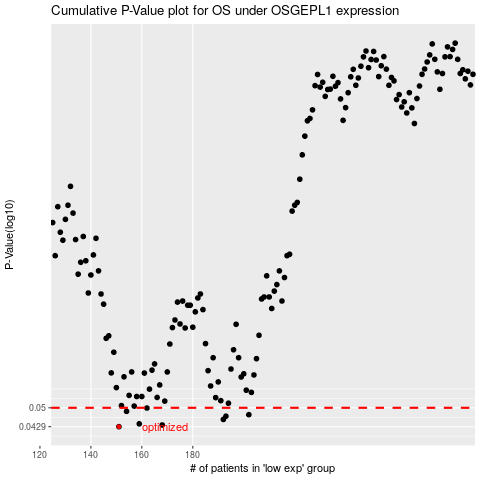 Cumulative P-Value plot for OS under OSGEPL1 expression
P-Value(log10)
0.05
0.0429
optimized
120 140 160 180
# of patients in 'low exp' group